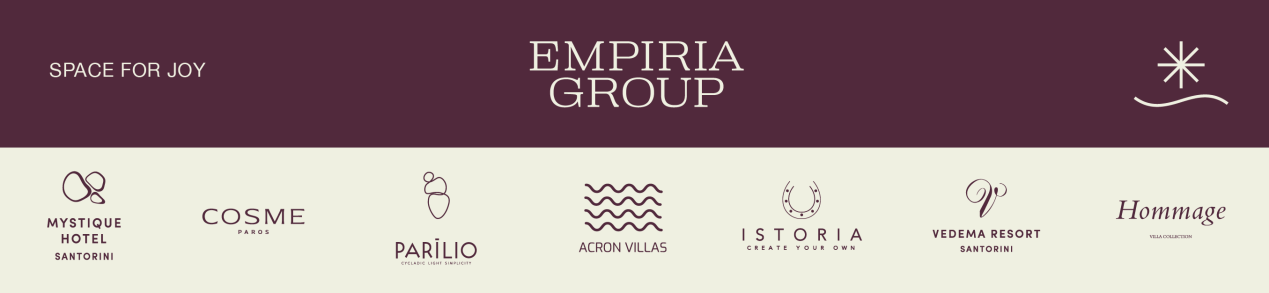 SPACE FOR JOY
EMPIRIA
GROUP
MYSTIQUE
HOTEL
SANTORINI
COSME
PAROS
PARĪLIO
CYCLADIC LIGHT SIMPLICITY
ACRON VILLAS
ISTORIA
CREATE YOUR OWN
VEDEMA RESORT
SANTORINI
Hommage
VILLA COLLECTION